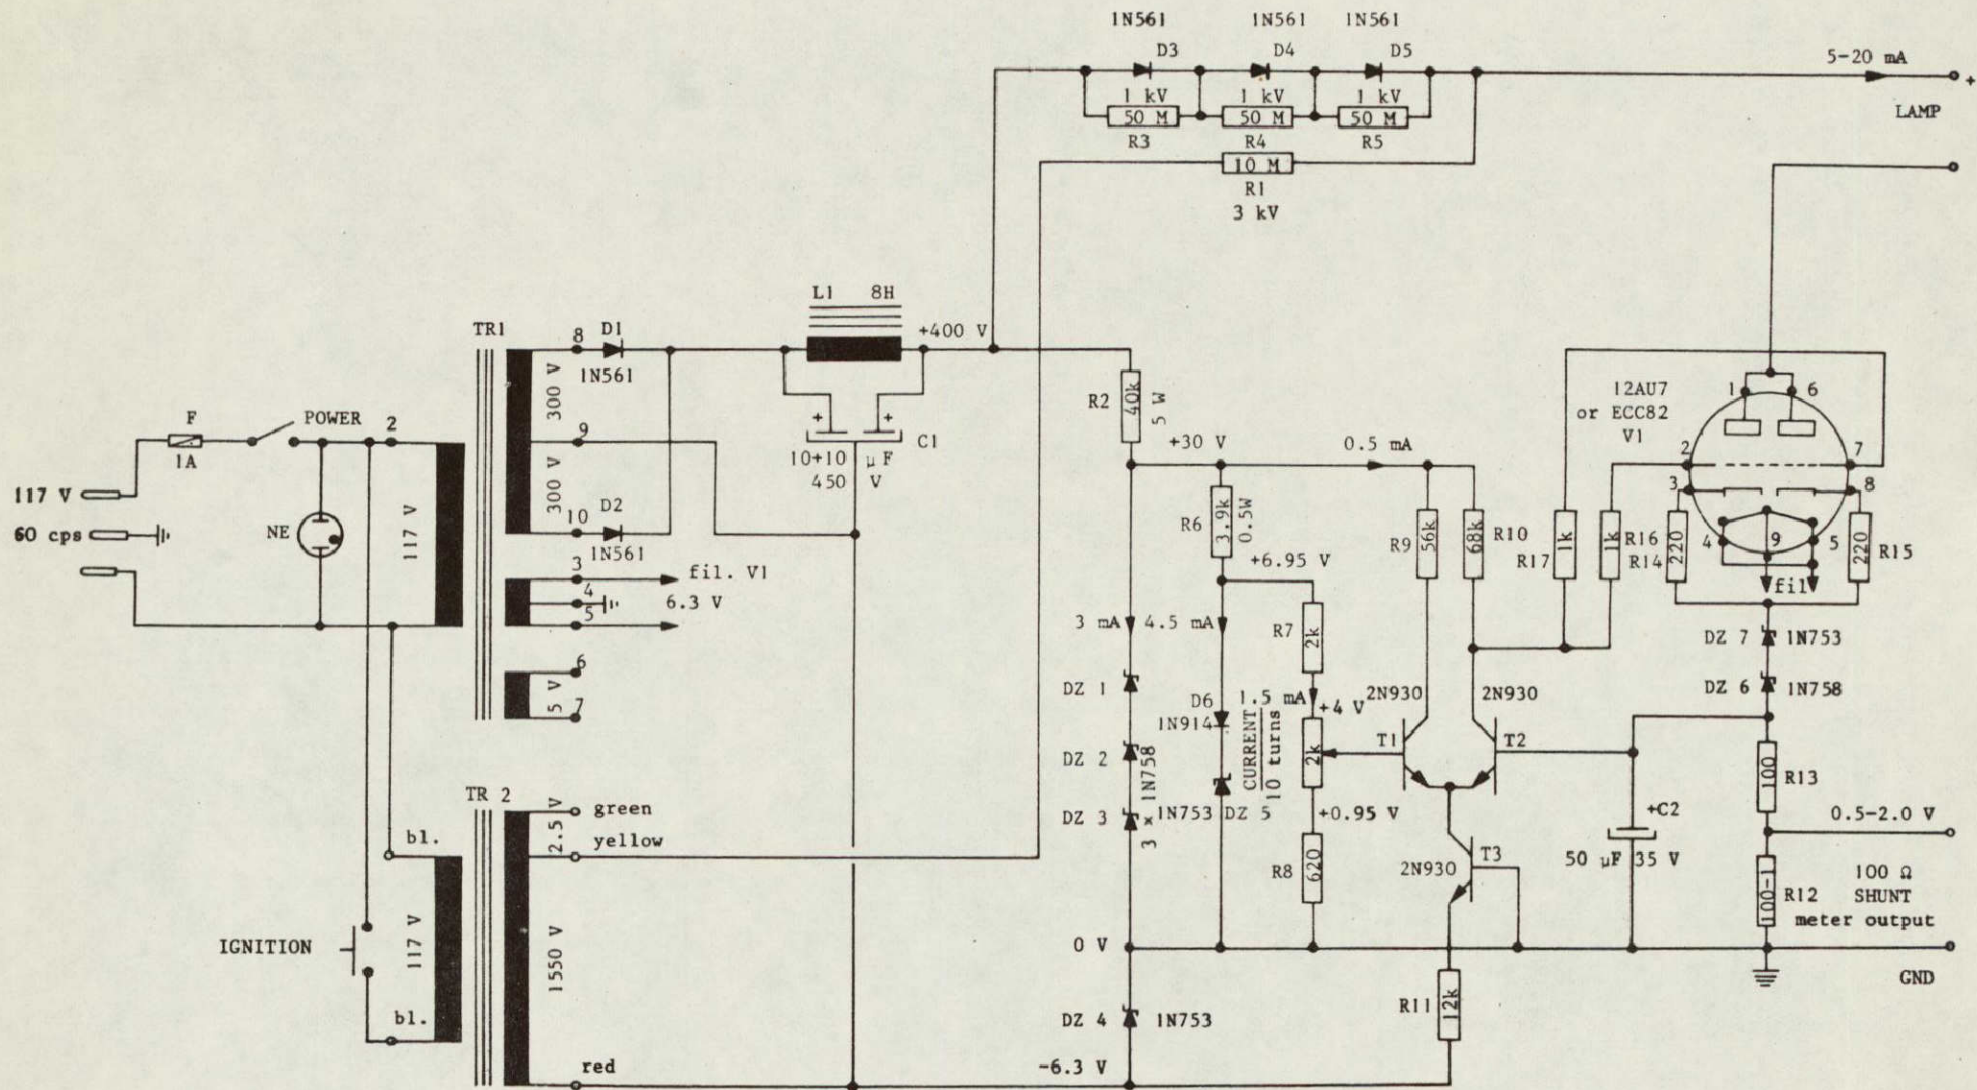 1N561 1N561 1N561
D3 D4 D5
5-20 mA
+
1 kV 1 kV 1 kV
50 M 50 M 50 M
R3 R4 R5
LAMP
10 M
R1
3 kV
L1 8H
+400 V
TR1
8 D1
1N561
300 V
9
300 V
10 D2
1N561
3
fil. V1
4
6.3 V
5
6
5 V
7
F
1A
POWER
2
117 V
60 cps
NE
117 V
+ +
C1
10+10 μF
450 V
R2
40k
5 W
+30 V
0.5 mA
R6
3.9k
0.5W
+6.95 V
R9
56k
68k
R10
R17
1k
1k
R16
R14
220
12AU7
or ECC82
V1
1 6
2 7
3 8
4 9 5
fil
220
R15
3 mA
4.5 mA
R7
2k
DZ 7 1N753
DZ 6 1N758
DZ 1
DZ 2
DZ 3
3 × 1N758
D6
1N914
1N753 DZ 5
1.5 mA
+4 V
CURRENT
10 turns
2k
+0.95 V
R8
620
2N930 2N930
T1 T2
2N930
T3
100
R13
+C2
50 μF 35 V
0.5-2.0 V
100-1
R12
100 Ω
SHUNT
meter output
0 V
GND
DZ 4 1N753
R11
12k
-6.3 V
TR 2
2.5 V
green
yellow
bl.
117 V
bl.
IGNITION
1550 V
red